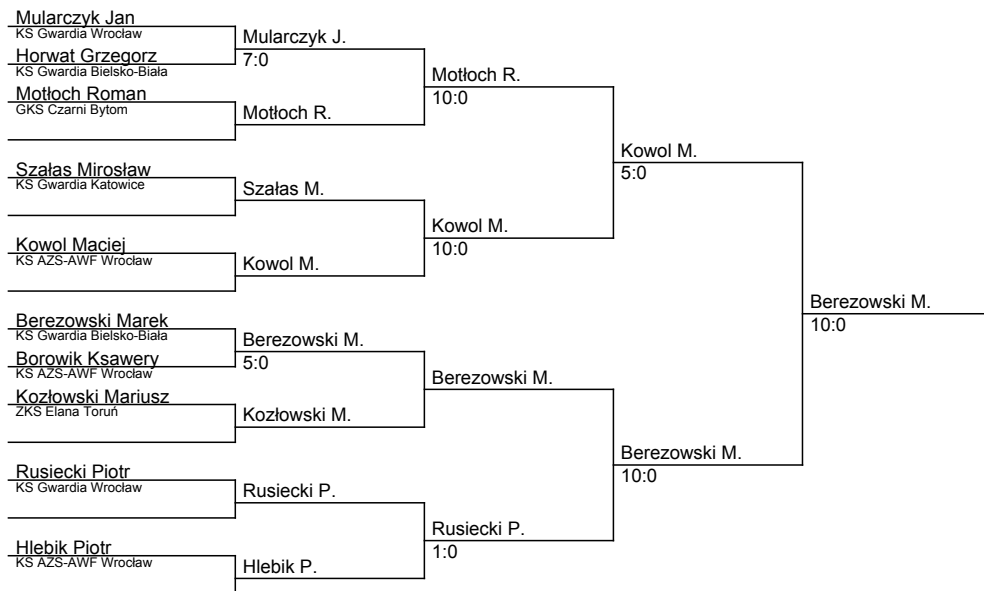 Mularczyk Jan
KS Gwardia Wrocław
Horwat Grzegorz
KS Gwardia Bielsko-Biała
Motłoch Roman
GKS Czarni Bytom
Szałas Mirosław
KS Gwardia Katowice
Kowol Maciej
KS AZS-AWF Wrocław
Berezowski Marek
KS Gwardia Bielsko-Biała
Borowik Ksawery
KS AZS-AWF Wrocław
Kozłowski Mariusz
ZKS Elana Toruń
Rusiecki Piotr
KS Gwardia Wrocław
Hlebik Piotr
KS AZS-AWF Wrocław
Mularczyk J.
7:0
Motłoch R.
Szałas M.
Kowol M.
Berezowski M.
5:0
Kozłowski M.
Rusiecki P.
Hlebik P.
Motłoch R.
10:0
Kowol M.
10:0
Berezowski M.
Rusiecki P.
1:0
Kowol M.
5:0
Berezowski M.
10:0
Berezowski M.
10:0